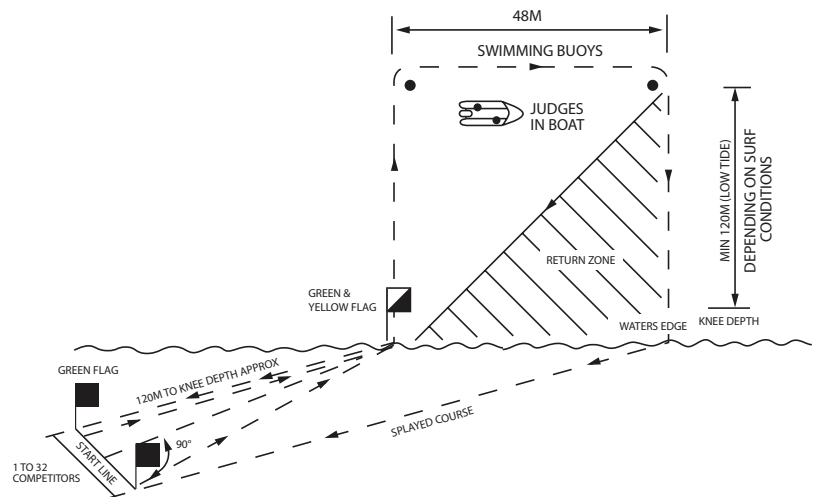 48M
SWIMMING BUOYS
JUDGES
IN BOAT
MIN 120M (LOW TIDE)
DEPENDING ON SURF
CONDITIONS
RETURN ZONE
GREEN &
YELLOW FLAG
WATERS EDGE
KNEE DEPTH
GREEN FLAG
120M TO KNEE DEPTH APPROX
SPLAYED COURSE
90°
START LINE
1 TO 32
COMPETITORS